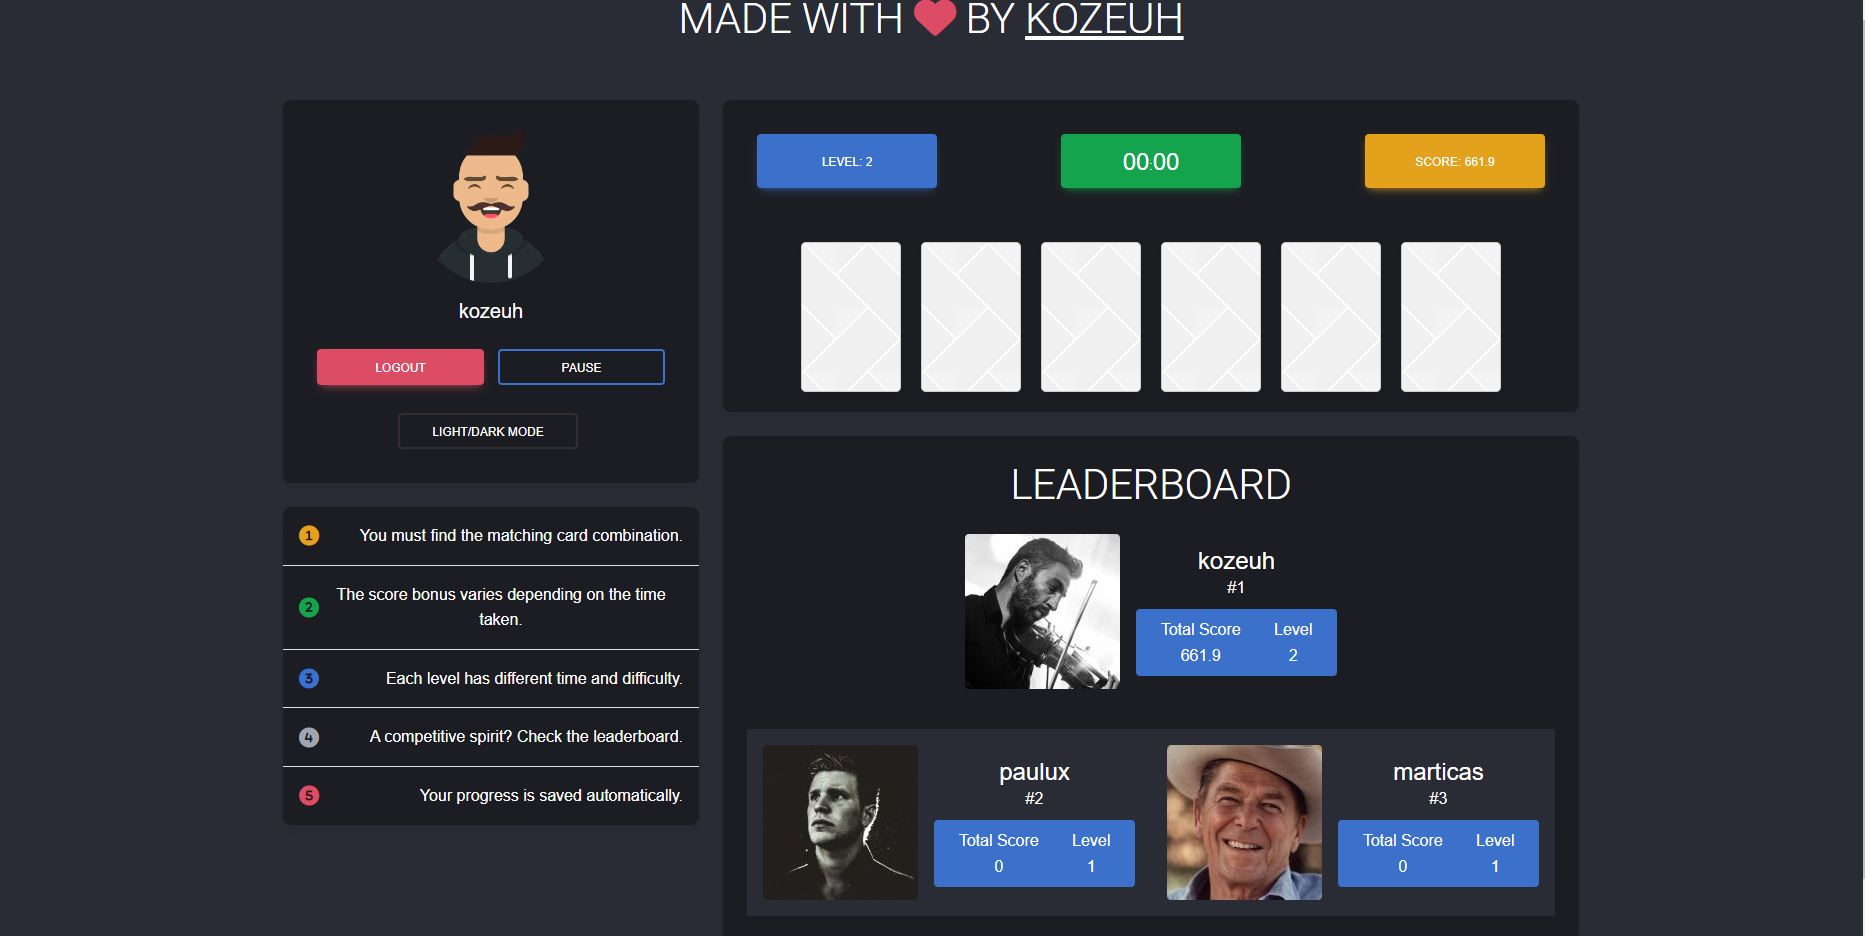 MADE WITH BY KOZEUH
kozeuh
LOGOUT
PAUSE
LIGHT/DARK MODE
1 You must find the matching card combination.
2 The score bonus varies depending on the time
taken.
3 Each level has different time and difficulty.
4 A competitive spirit? Check the leaderboard.
5 Your progress is saved automatically.
LEVEL: 2
00:00
SCORE: 661.9
LEADERBOARD
kozeuh
#1
Total Score Level
661.9 2
paulux
#2
Total Score Level
0 1
marticas
#3
Total Score Level
0 1